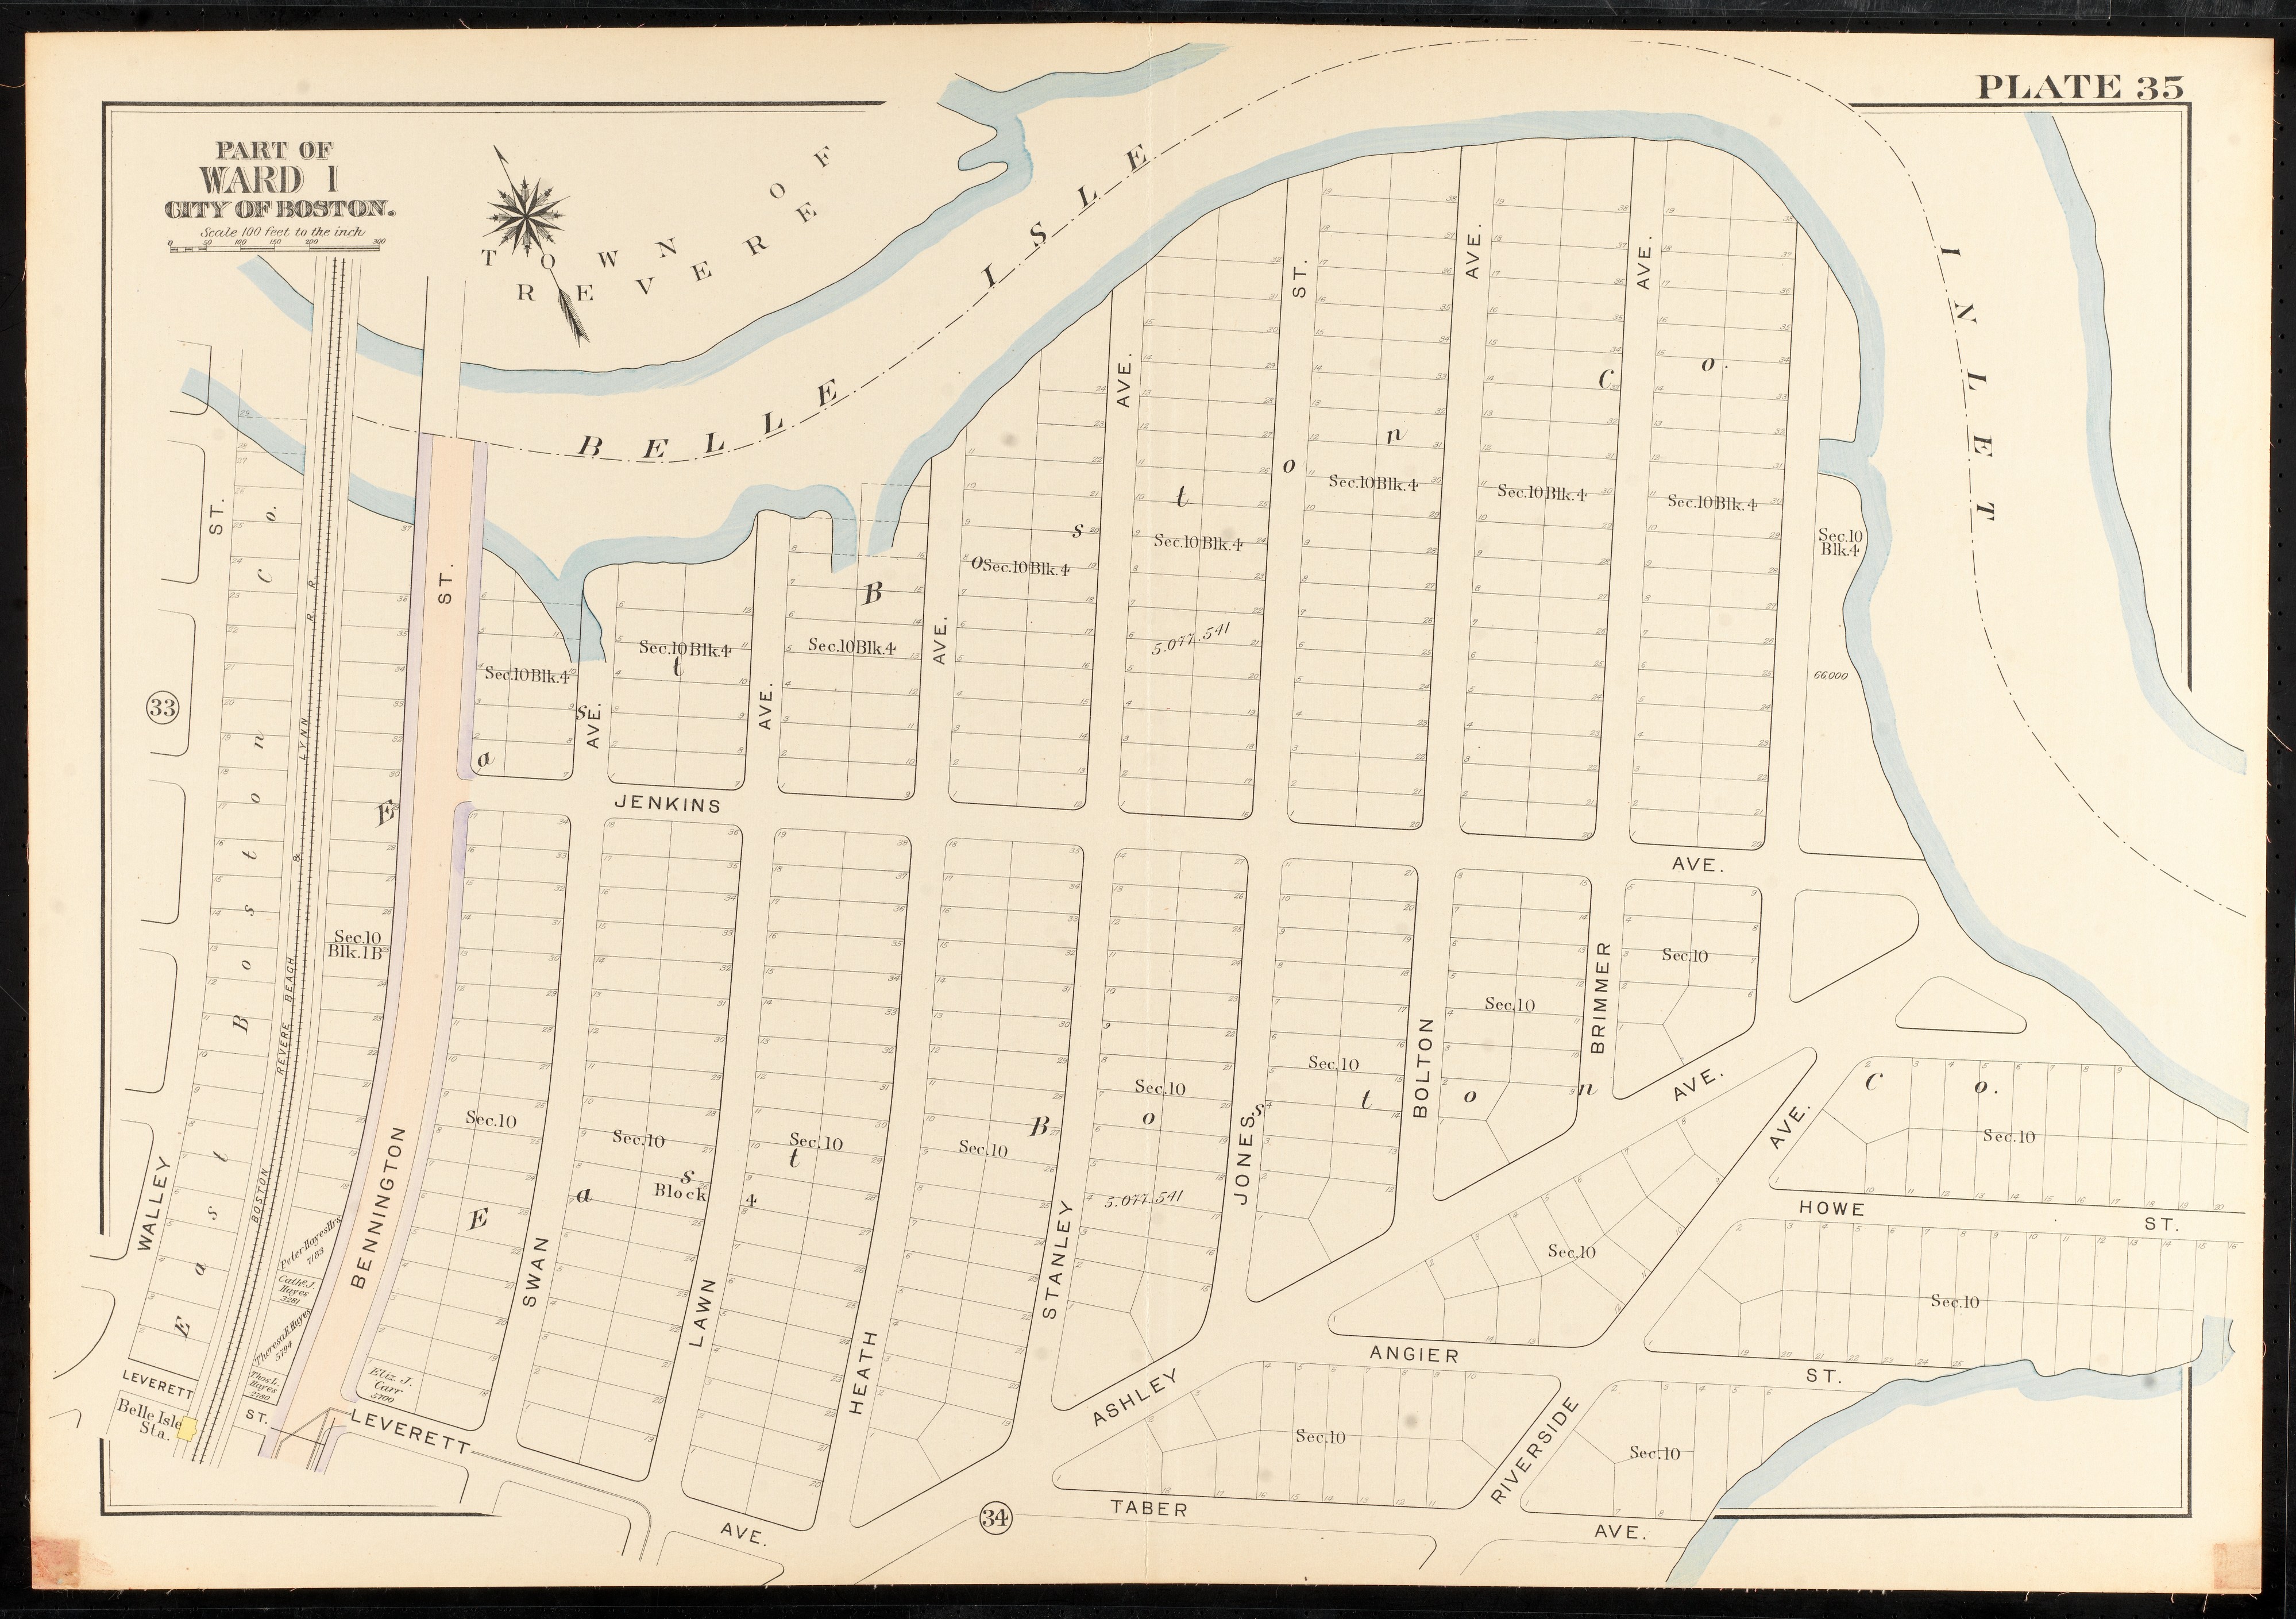 PLATE 35
PART OF
WARD 1
CITY OF BOSTON.
Scale 100 feet to the inch
0 50 100 150 200 300
TOWN OF
REVERE
BELLE ISLE INLET
33
34
East Boston Co.
East Boston Co.
East Boston Co.
BOSTON REVERE BEACH & LYNN R. R.
WALLEY ST.
BENNINGTON ST.
SWAN AVE.
LAWN AVE.
HEATH AVE.
STANLEY AVE.
JONES ST.
BOLTON AVE.
BRIMMER AVE.
JENKINS AVE.
ASHLEY AVE.
RIVERSIDE AVE.
HOWE ST.
ANGIER ST.
TABER AVE.
LEVERETT ST.
LEVERETT AVE.
Belle Isle
Sta.
Sec.10 Blk.4
Sec.10 Blk.4
Sec.10 Blk.4
Sec.10 Blk.4
Sec.10 Blk.4
Sec.10 Blk.4
Sec.10 Blk.4
Sec.10 Blk.4
Sec.10
Blk.4
66,000
5,077,541
Sec.10
Blk.1B
Sec.10
Sec.10
Block 4
Sec.10
Sec.10
Sec.10
5,077,541
Sec.10
Sec.10
Sec.10
Sec.10
Sec.10
Sec.10
Sec.10
Sec.10
Peter Hayes Hrs.
7183
Cath. J.
Hayes
3281
Theresa E. Hayes
5794
Thos. L.
Hayes
2780
Eliz. J.
Carr
5700